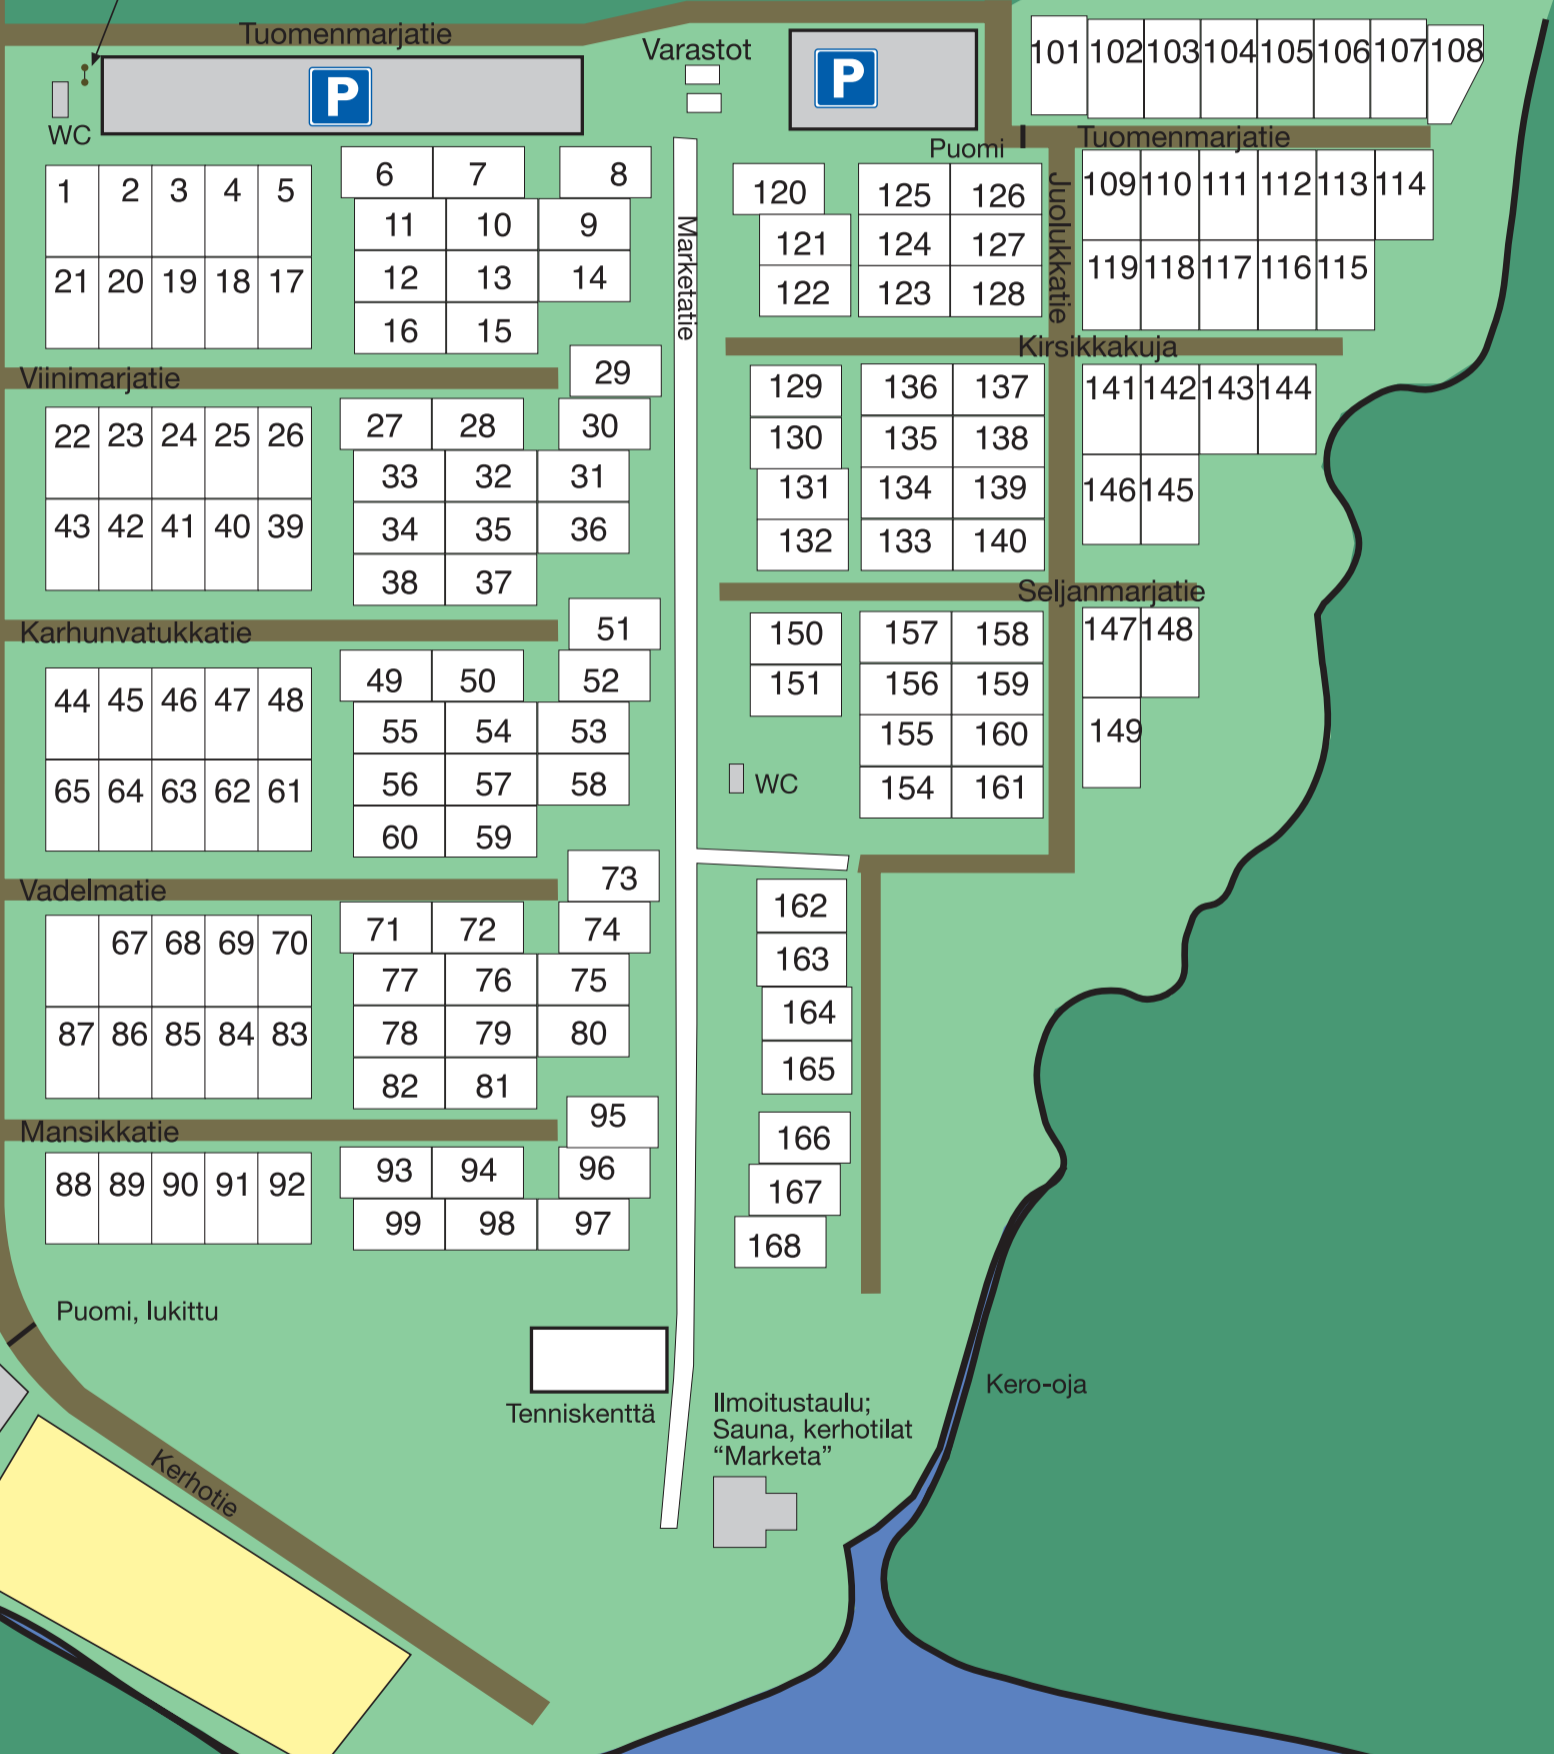 Tuomenmarjatie
Varastot
P
P
WC
Puomi
101 102 103 104 105 106 107 108
Tuomenmarjatie
1 2 3 4 5
21 20 19 18 17
6 7 8
11 10 9
12 13 14
16 15
Marketatie
120 125 126
121 124 127
122 123 128
Juolukkatie
109 110 111 112 113 114
119 118 117 116 115
Viinimarjatie
29
Kirsikkakuja
22 23 24 25 26
43 42 41 40 39
27 28 30
33 32 31
34 35 36
38 37
129 136 137
130 135 138
131 134 139
132 133 140
141 142 143 144
146 145
Karhunvatukkatie
51
Seljanmarjatie
44 45 46 47 48
65 64 63 62 61
49 50 52
55 54 53
56 57 58
60 59
150 157 158
151 156 159
155 160
WC
154 161
147 148
149
Vadelmatie
73
67 68 69 70
87 86 85 84 83
71 72 74
77 76 75
78 79 80
82 81
162
163
164
165
166
167
168
Mansikkatie
95
88 89 90 91 92
93 94 96
99 98 97
Puomi, lukittu
Tenniskenttä
Kerhotie
Ilmoitustaulu;
Sauna, kerhotilat
“Marketa”
Kero-oja